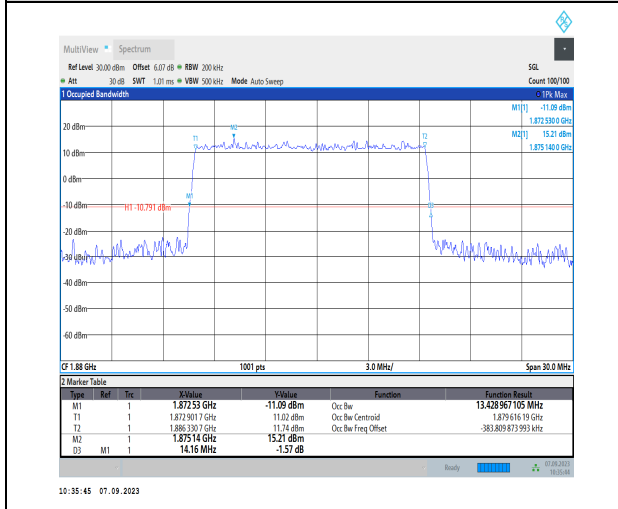 MultiView Spectrum
Ref Level 30.00 dBm Offset 6.07 dB RBW 200 kHz SGL
Att 30 dB SWT 1.01 ms VBW 500 kHz Mode Auto Sweep Count 100/100
1 Occupied Bandwidth 1Pk Max
M1[1] -11.09 dBm
1.872 530 0 GHz
M2[1] 15.21 dBm
1.875 140 0 GHz
20 dBm
T1 M2 T2
10 dBm
0 dBm
M1
-10 dBm
H1 -10.791 dBm
D3
-20 dBm
-30 dBm
-40 dBm
-50 dBm
-60 dBm
CF 1.88 GHz 1001 pts 3.0 MHz/ Span 30.0 MHz
2 Marker Table
Type Ref Trc X-Value Y-Value Function Function Result
M1 1 1.872 53 GHz -11.09 dBm Occ Bw 13.428 967 105 MHz
T1 1 1.872 901 7 GHz 11.02 dBm Occ Bw Centroid 1.879 616 19 GHz
T2 1 1.886 330 7 GHz 11.74 dBm Occ Bw Freq Offset -383.809 873 993 kHz
M2 1 1.875 14 GHz 15.21 dBm
D3 M1 1 14.16 MHz -1.57 dB
Ready 07.09.2023
10:35:44
10:35:45 07.09.2023